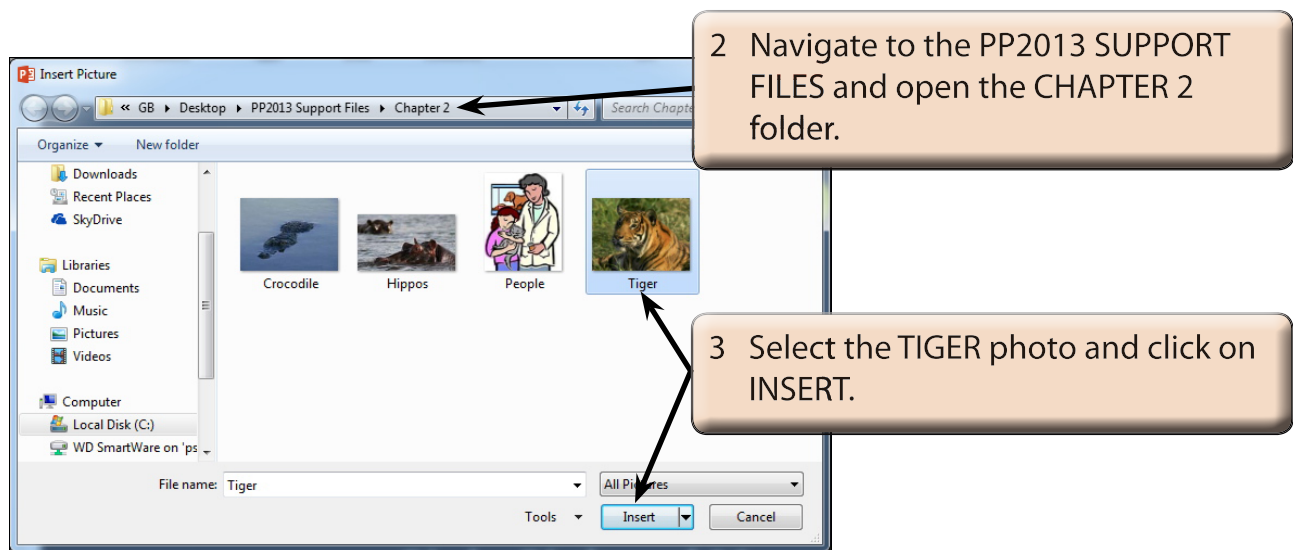 2 Navigate to the PP2013 SUPPORT
FILES and open the CHAPTER 2
folder.
Insert Picture
« GB ▸ Desktop ▸ PP2013 Support Files ▸ Chapter 2
Search
Organize
New folder
Downloads
Recent Places
SkyDrive
Libraries
Documents
Music
Pictures
Videos
Computer
Local Disk (C:)
WD SmartWare on 'ps
Crocodile
Hippos
People
Tiger
3 Select the TIGER photo and click on
INSERT.
File name: Tiger
All Pictures
Tools
Insert
Cancel